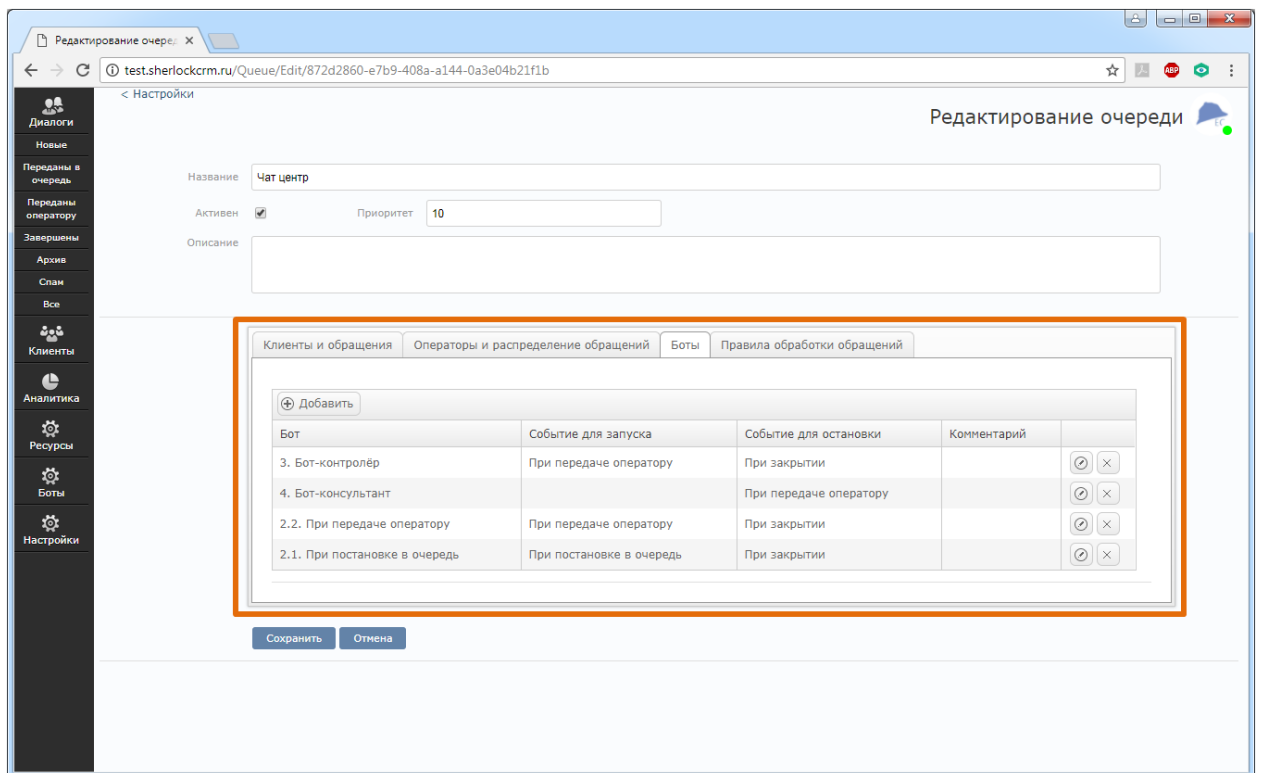 Редактирование очеред
test.sherlockcrm.ru/Queue/Edit/872d2860-e7b9-408a-a144-0a3e04b21f1b
ABP
< Настройки
Редактирование очереди
Диалоги
Новые
Переданы в
очередь
Переданы
оператору
Завершены
Архив
Спам
Все
Клиенты
Аналитика
Ресурсы
Боты
Настройки
Название Чат центр
Активен Приоритет 10
Описание
Клиенты и обращения Операторы и распределение обращений Боты Правила обработки обращений
Добавить
Бот Событие для запуска Событие для остановки Комментарий
3. Бот-контролёр При передаче оператору При закрытии
4. Бот-консультант При передаче оператору
2.2. При передаче оператору При передаче оператору При закрытии
2.1. При постановке в очередь При постановке в очередь При закрытии
Сохранить Отмена